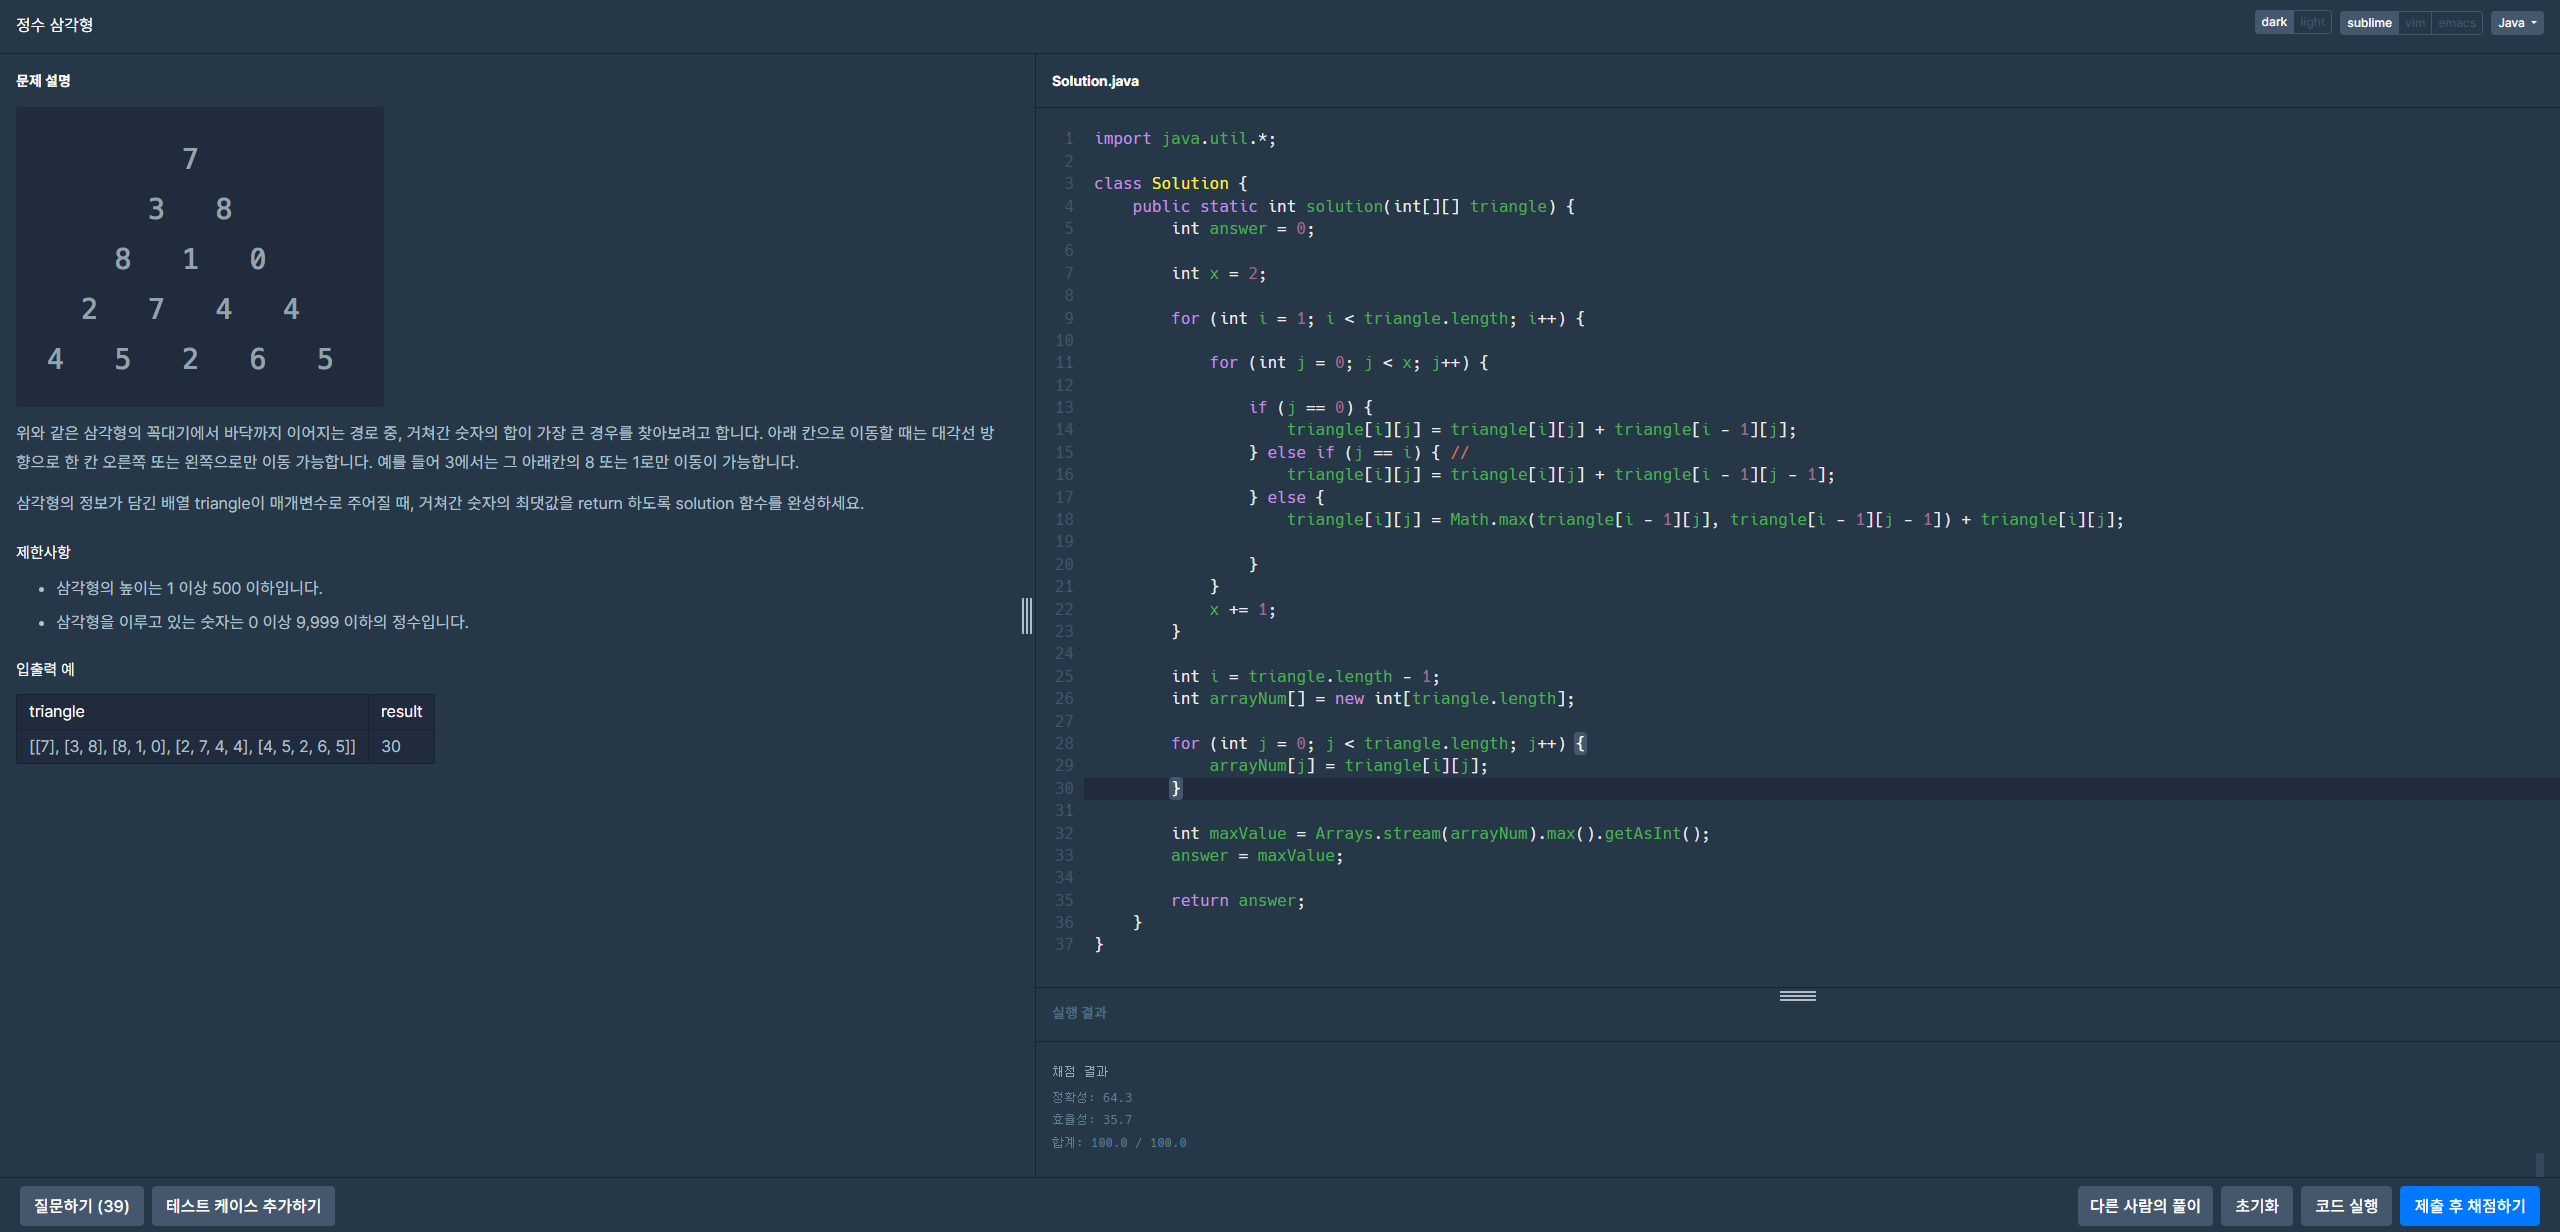 정수 삼각형
dark light sublime vim emacs Java
문제 설명
7
3 8
8 1 0
2 7 4 4
4 5 2 6 5
위와 같은 삼각형의 꼭대기에서 바닥까지 이어지는 경로 중, 거쳐간 숫자의 합이 가장 큰 경우를 찾아보려고 합니다. 아래 칸으로 이동할 때는 대각선 방
향으로 한 칸 오른쪽 또는 왼쪽으로만 이동 가능합니다. 예를 들어 3에서는 그 아래칸의 8 또는 1로만 이동이 가능합니다.
삼각형의 정보가 담긴 배열 triangle이 매개변수로 주어질 때, 거쳐간 숫자의 최댓값을 return 하도록 solution 함수를 완성하세요.
제한사항
• 삼각형의 높이는 1 이상 500 이하입니다.
• 삼각형을 이루고 있는 숫자는 0 이상 9,999 이하의 정수입니다.
입출력 예
triangle result
[[7], [3, 8], [8, 1, 0], [2, 7, 4, 4], [4, 5, 2, 6, 5]] 30
Solution.java
1 import java.util.*;
2
3 class Solution {
4     public static int solution(int[][] triangle) {
5         int answer = 0;
6
7         int x = 2;
8
9         for (int i = 1; i < triangle.length; i++) {
10
11             for (int j = 0; j < x; j++) {
12
13                 if (j == 0) {
14                     triangle[i][j] = triangle[i][j] + triangle[i - 1][j];
15                 } else if (j == i) { //
16                     triangle[i][j] = triangle[i][j] + triangle[i - 1][j - 1];
17                 } else {
18                     triangle[i][j] = Math.max(triangle[i - 1][j], triangle[i - 1][j - 1]) + triangle[i][j];
19
20                 }
21             }
22             x += 1;
23         }
24
25         int i = triangle.length - 1;
26         int arrayNum[] = new int[triangle.length];
27
28         for (int j = 0; j < triangle.length; j++) {
29             arrayNum[j] = triangle[i][j];
30         }
31
32         int maxValue = Arrays.stream(arrayNum).max().getAsInt();
33         answer = maxValue;
34
35         return answer;
36     }
37 }
실행 결과
채점 결과
정확성: 64.3
효율성: 35.7
합계: 100.0 / 100.0
질문하기 (39) 테스트 케이스 추가하기 다른 사람의 풀이 초기화 코드 실행 제출 후 채점하기